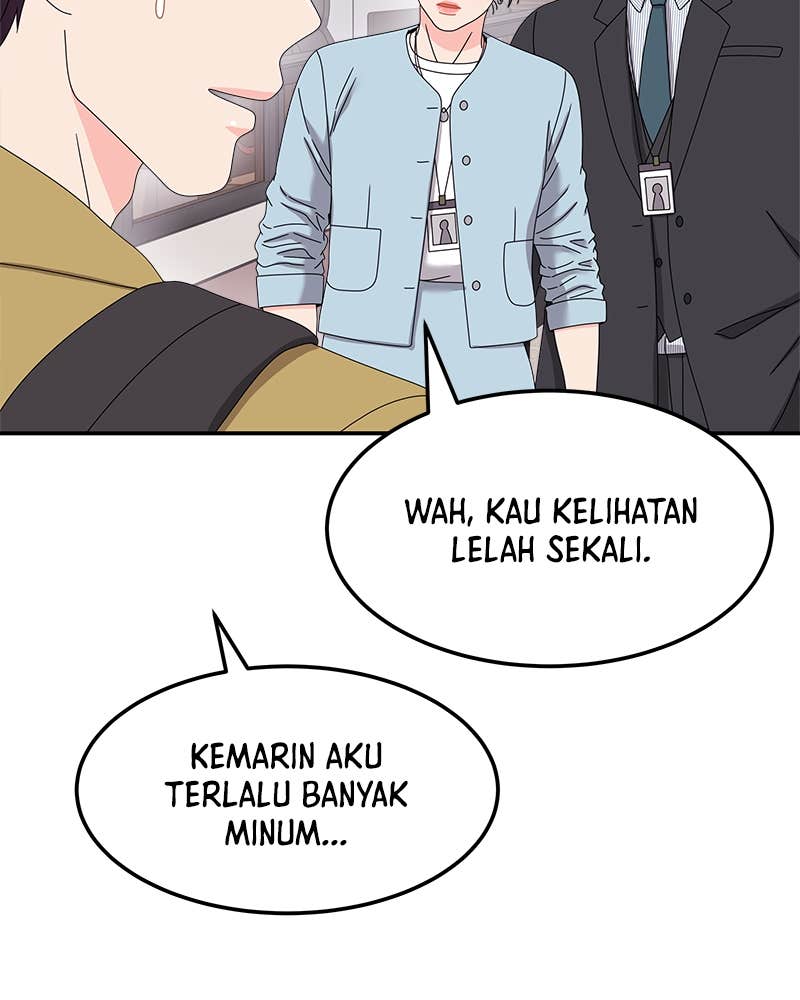 WAH, KAU KELIHATAN
LELAH SEKALI.
KEMARIN AKU
TERLALU BANYAK
MINUM...